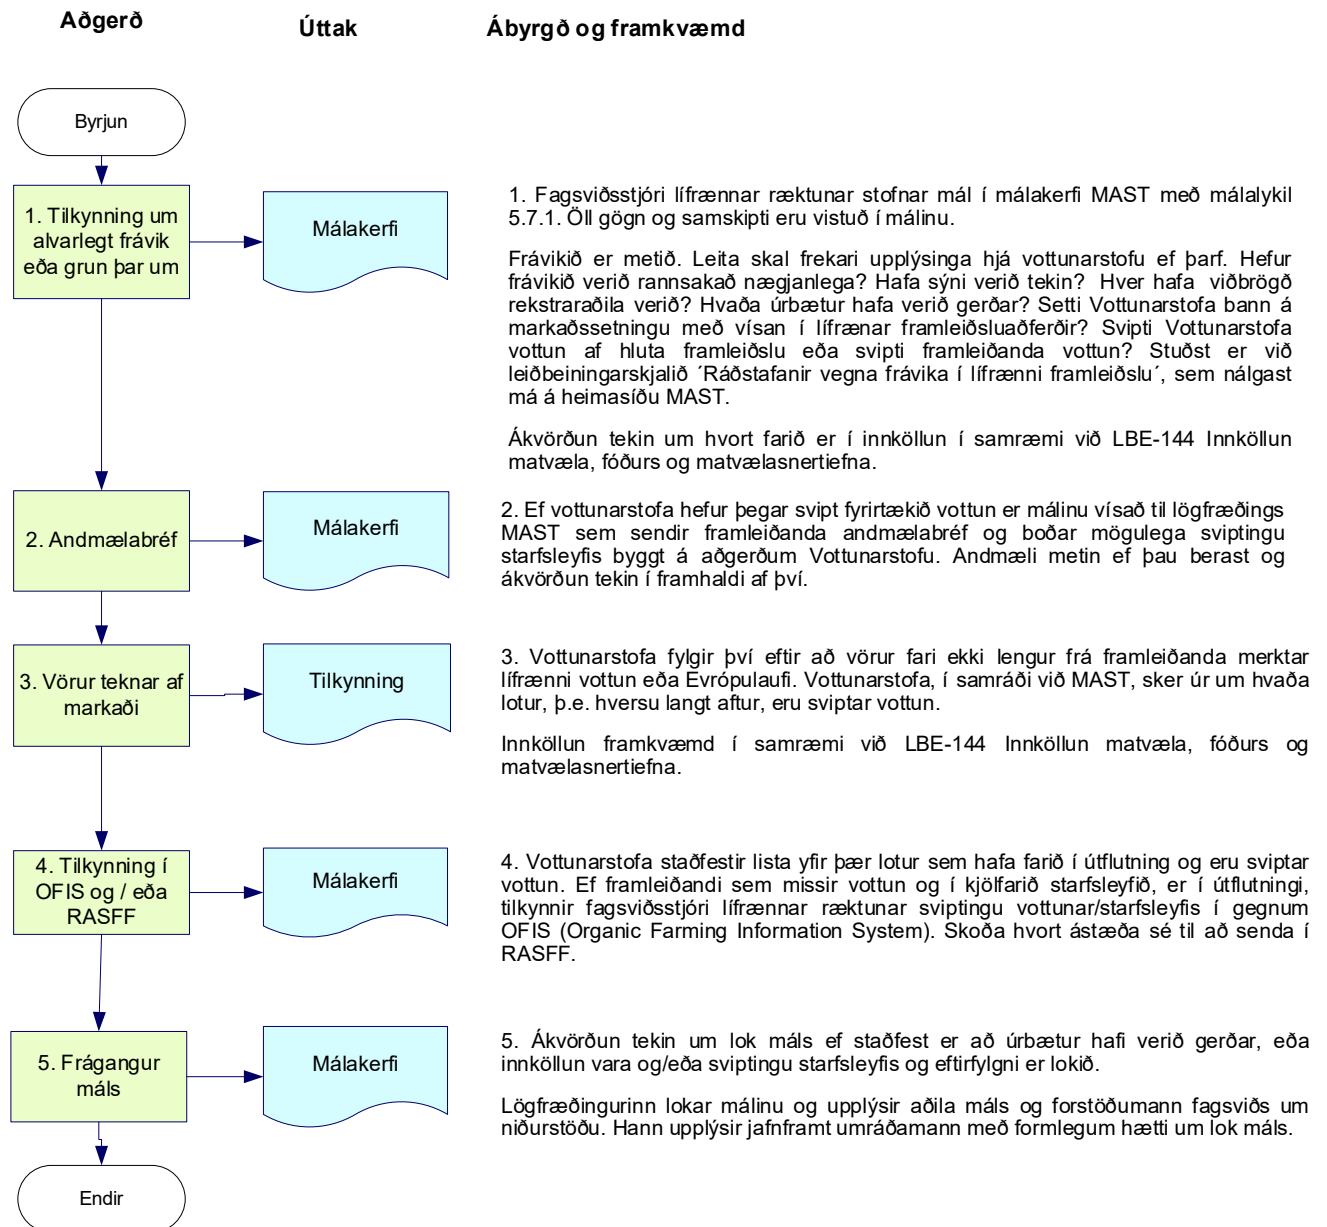 Aðgerð
Úttak
Ábyrgð og framkvæmd
Byrjun
1. Tilkynning um
alvarlegt frávik
eða grun þar um
Málakerfi
1. Fagsviðsstjóri lífrænnar ræktunar stofnar mál í málakerfi MAST með málalykil
5.7.1. Öll gögn og samskipti eru vistuð í málinu.
Frávikið er metið. Leita skal frekari upplýsinga hjá vottunarstofu ef þarf. Hefur
frávikið verið rannsakað nægjanlega? Hafa sýni verið tekin? Hver hafa viðbrögð
rekstraraðila verið? Hvaða úrbætur hafa verið gerðar? Setti Vottunarstofa bann á
markaðssetningu með vísan í lífrænar framleiðsluaðferðir? Svipti Vottunarstofa
vottun af hluta framleiðslu eða svipti framleiðanda vottun? Stuðst er við
leiðbeiningarskjalið ´Ráðstafanir vegna frávika í lífrænni framleiðslu´, sem nálgast
má á heimasíðu MAST.
Ákvörðun tekin um hvort farið er í innköllun í samræmi við LBE-144 Innköllun
matvæla, fóðurs og matvælasnertiefna.
2. Andmælabréf
Málakerfi
2. Ef vottunarstofa hefur þegar svipt fyrirtækið vottun er málinu vísað til lögfræðings
MAST sem sendir framleiðanda andmælabréf og boðar mögulega sviptingu
starfsleyfis byggt á aðgerðum Vottunarstofu. Andmæli metin ef þau berast og
ákvörðun tekin í framhaldi af því.
3. Vörur teknar af
markaði
Tilkynning
3. Vottunarstofa fylgir því eftir að vörur fari ekki lengur frá framleiðanda merktar
lífrænni vottun eða Evrópulaufi. Vottunarstofa, í samráði við MAST, sker úr um hvaða
lotur, þ.e. hversu langt aftur, eru sviptar vottun.
Innköllun framkvæmd í samræmi við LBE-144 Innköllun matvæla, fóðurs og
matvælasnertiefna.
4. Tilkynning í
OFIS og / eða
RASFF
Málakerfi
4. Vottunarstofa staðfestir lista yfir þær lotur sem hafa farið í útflutning og eru sviptar
vottun. Ef framleiðandi sem missir vottun og í kjölfarið starfsleyfið, er í útflutningi,
tilkynnir fagsviðsstjóri lífrænnar ræktunar sviptingu vottunar/starfsleyfis í gegnum
OFIS (Organic Farming Information System). Skoða hvort ástæða sé til að senda í
RASFF.
5. Frágangur
máls
Málakerfi
5. Ákvörðun tekin um lok máls ef staðfest er að úrbætur hafi verið gerðar, eða
innköllun vara og/eða sviptingu starfsleyfis og eftirfylgni er lokið.
Lögfræðingurinn lokar málinu og upplýsir aðila máls og forstöðumann fagsviðs um
niðurstöðu. Hann upplýsir jafnframt umráðamann með formlegum hætti um lok máls.
Endir